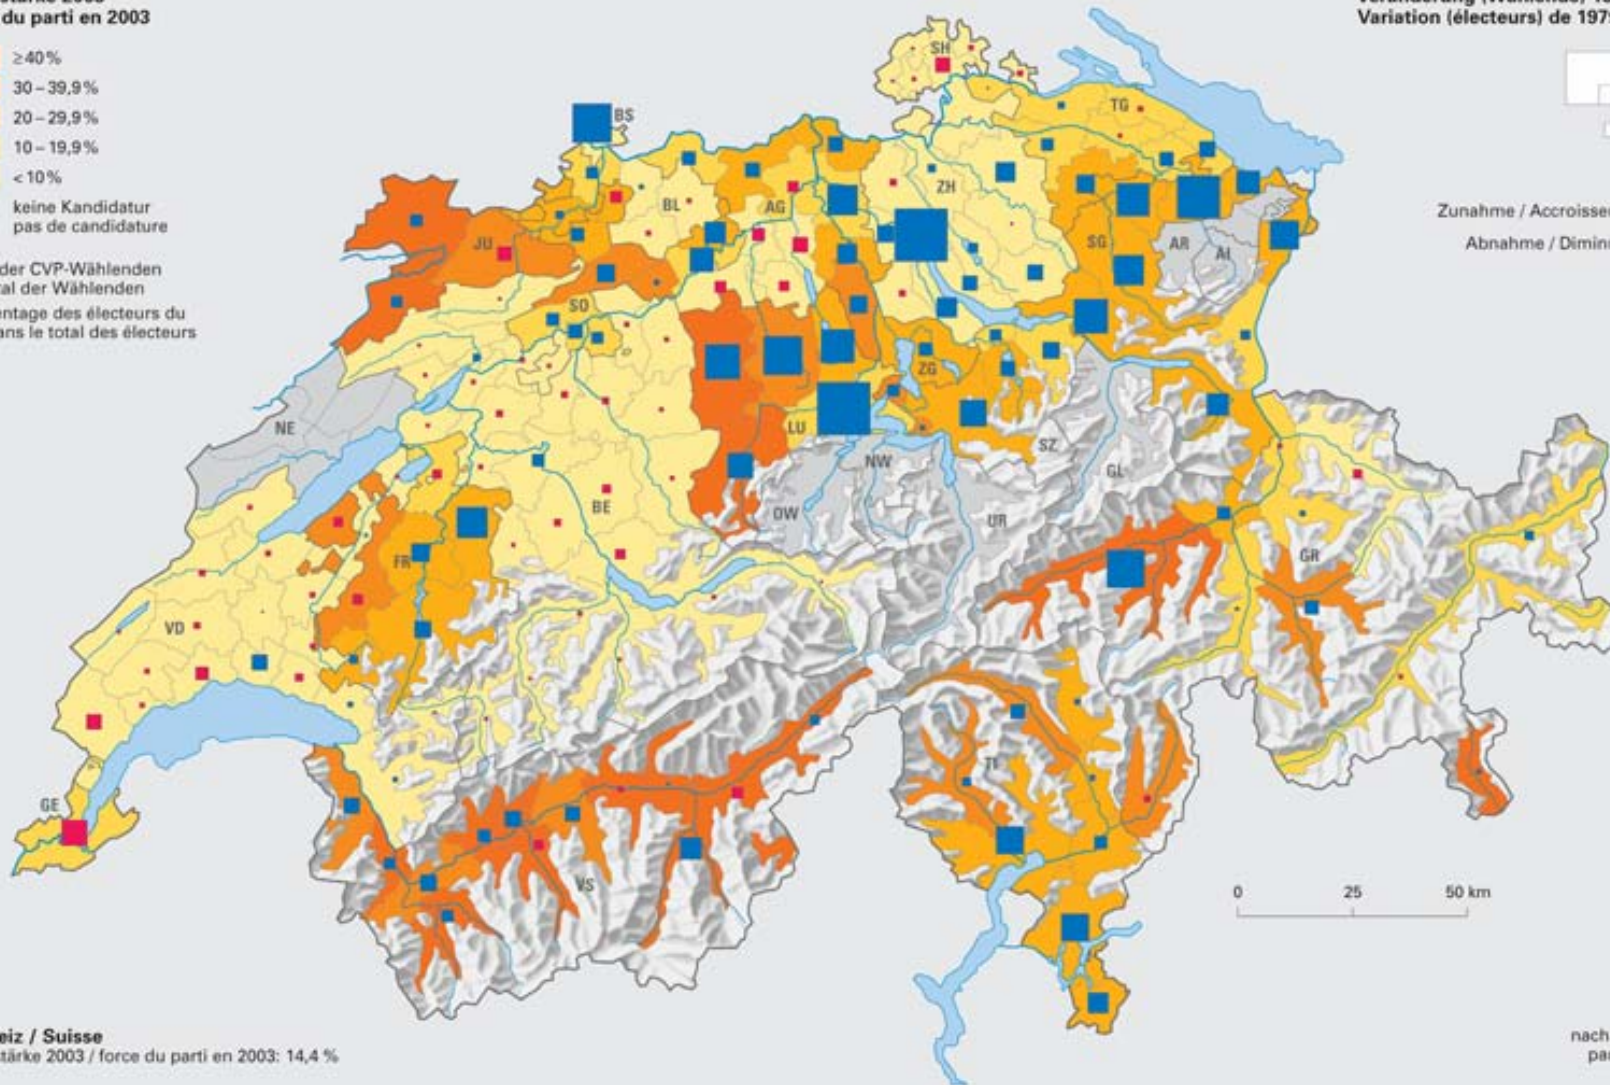 du parti en 2003
Variation (électeurs) de 197
≥40%
30–39,9%
20–29,9%
10–19,9%
<10%
keine Kandidatur
pas de candidature
der CVP-Wählenden
al der Wählenden
entage des électeurs du
ans le total des électeurs
Zunahme / Accroisse
Abnahme / Dimin
SH
BS
TG
ZH
BL
AG
JU
SG
AR
AI
SO
ZG
NE
LU
SZ
NW
GL
BE
OW
UR
FR
GR
VD
TI
GE
VS
0 25 50 km
eiz / Suisse
stärke 2003 / force du parti en 2003: 14,4 %
nach
pa